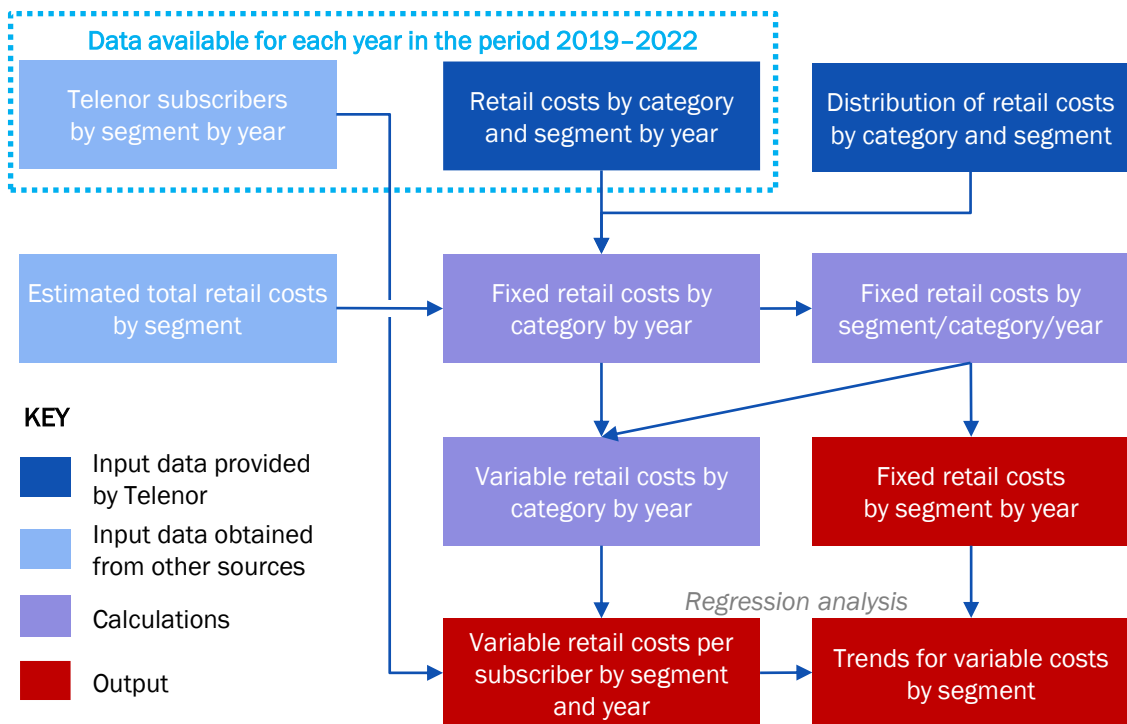 Data available for each year in the period 2019–2022
Telenor subscribers
by segment by year
Retail costs by category
and segment by year
Distribution of retail costs
by category and segment
Estimated total retail costs
by segment
Fixed retail costs by
category by year
Fixed retail costs by
segment/category/year
KEY
Input data provided
by Telenor
Input data obtained
from other sources
Calculations
Output
Variable retail costs by
category by year
Fixed retail costs
by segment by year
Regression analysis
Variable retail costs per
subscriber by segment
and year
Trends for variable costs
by segment